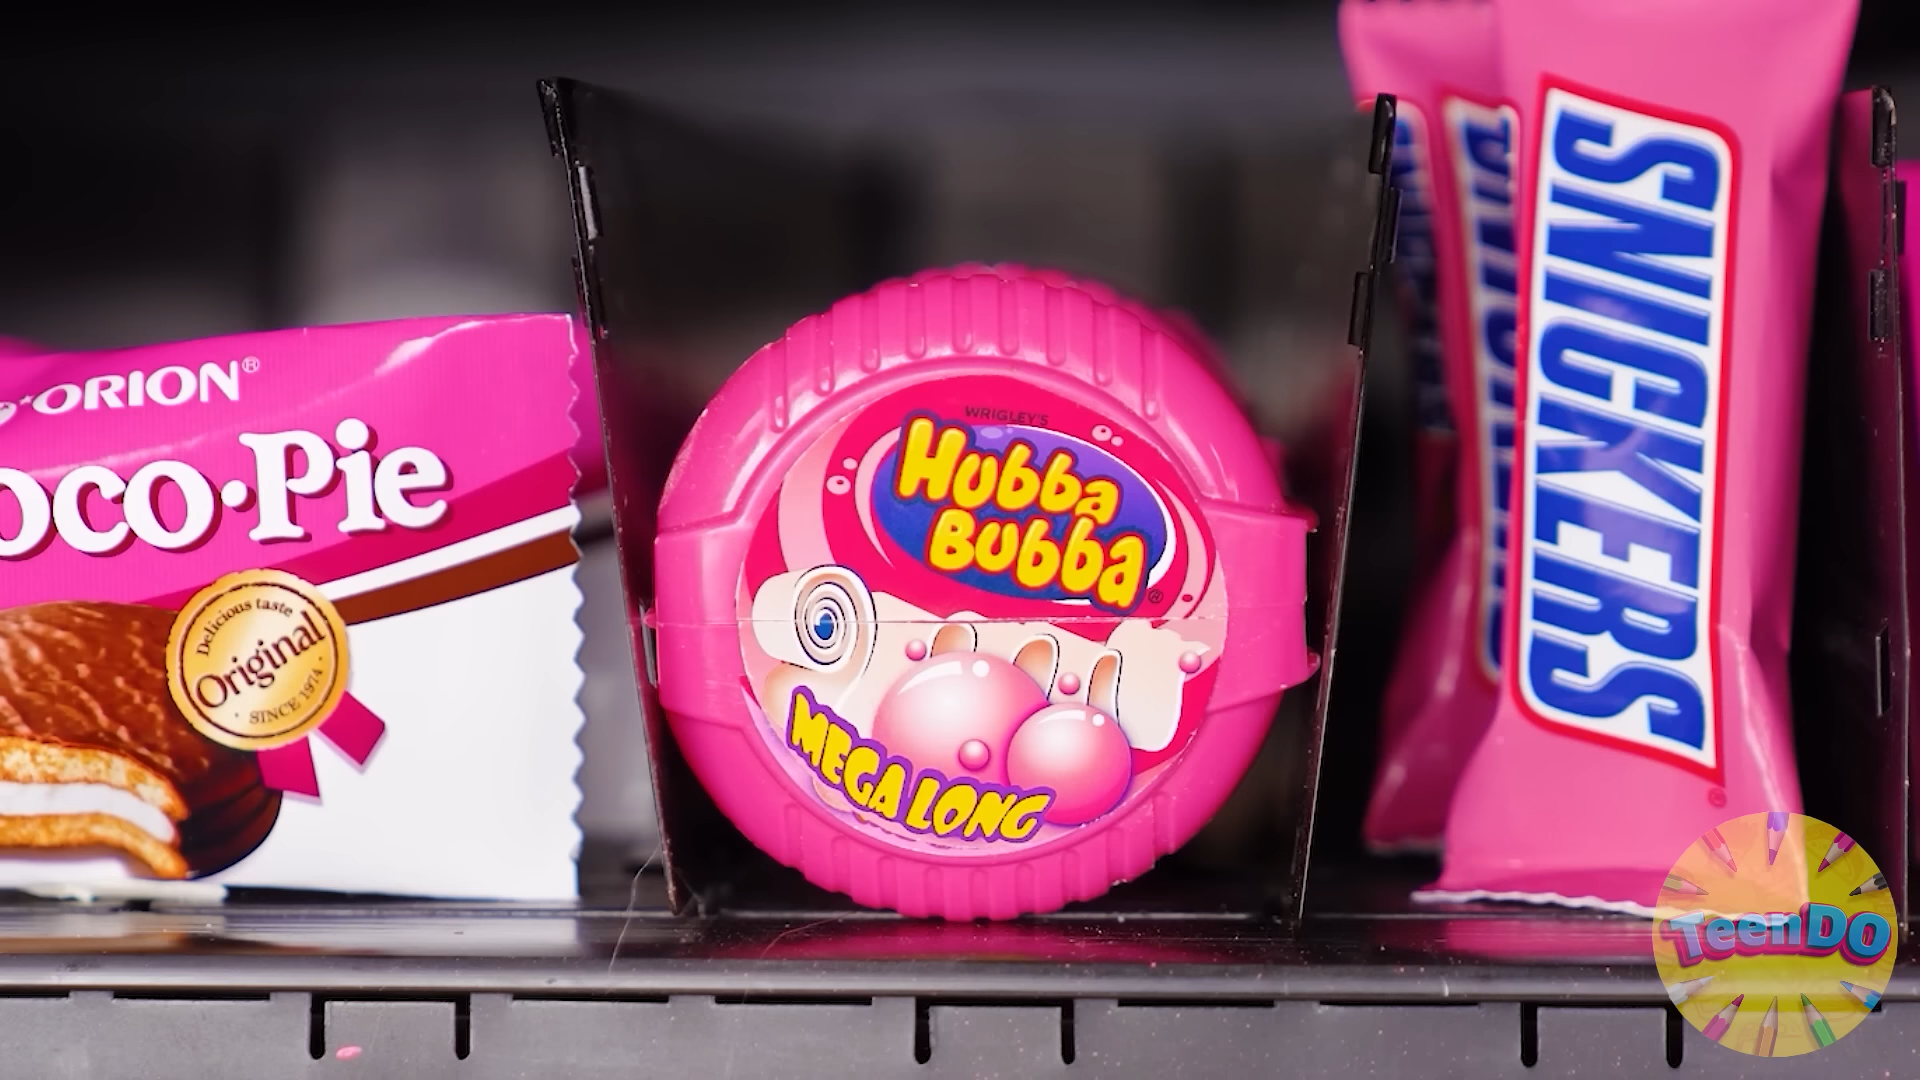 ORION®
oco·Pie
Delicious taste
Original
· SINCE 1974 ·
WRIGLEY'S
Hubba
Bubba®
MEGA LONG
SNICKERS®
TeenDO